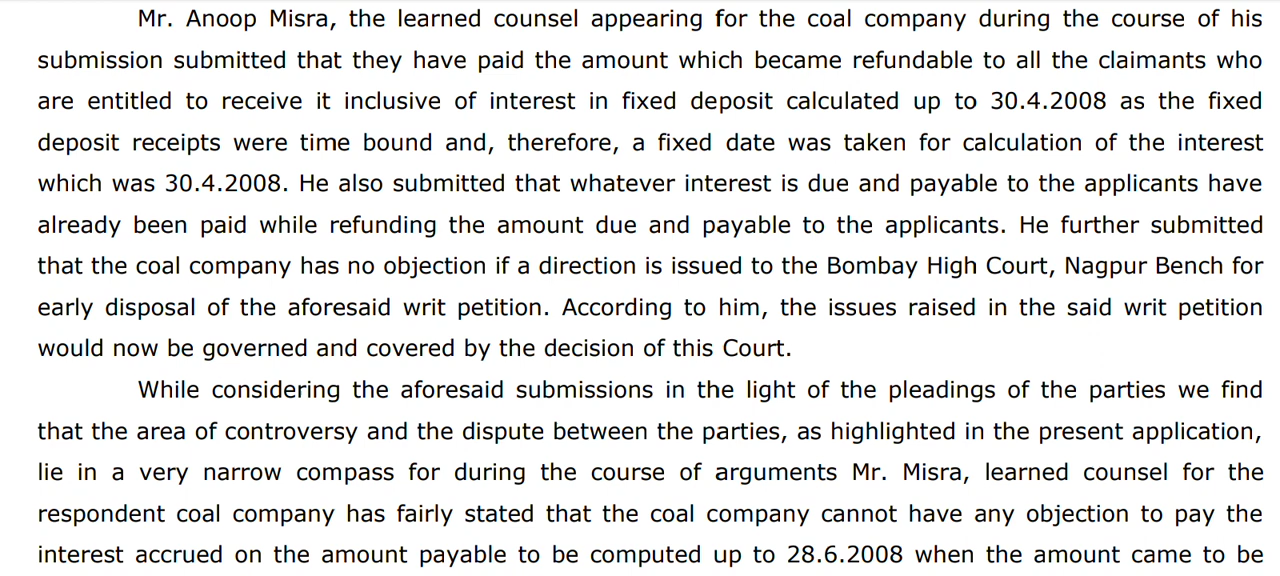 Mr. Anoop Misra, the learned counsel appearing for the coal company during the course of his
submission submitted that they have paid the amount which became refundable to all the claimants who
are entitled to receive it inclusive of interest in fixed deposit calculated up to 30.4.2008 as the fixed
deposit receipts were time bound and, therefore, a fixed date was taken for calculation of the interest
which was 30.4.2008. He also submitted that whatever interest is due and payable to the applicants have
already been paid while refunding the amount due and payable to the applicants. He further submitted
that the coal company has no objection if a direction is issued to the Bombay High Court, Nagpur Bench for
early disposal of the aforesaid writ petition. According to him, the issues raised in the said writ petition
would now be governed and covered by the decision of this Court.
While considering the aforesaid submissions in the light of the pleadings of the parties we find
that the area of controversy and the dispute between the parties, as highlighted in the present application,
lie in a very narrow compass for during the course of arguments Mr. Misra, learned counsel for the
respondent coal company has fairly stated that the coal company cannot have any objection to pay the
interest accrued on the amount payable to be computed up to 28.6.2008 when the amount came to be